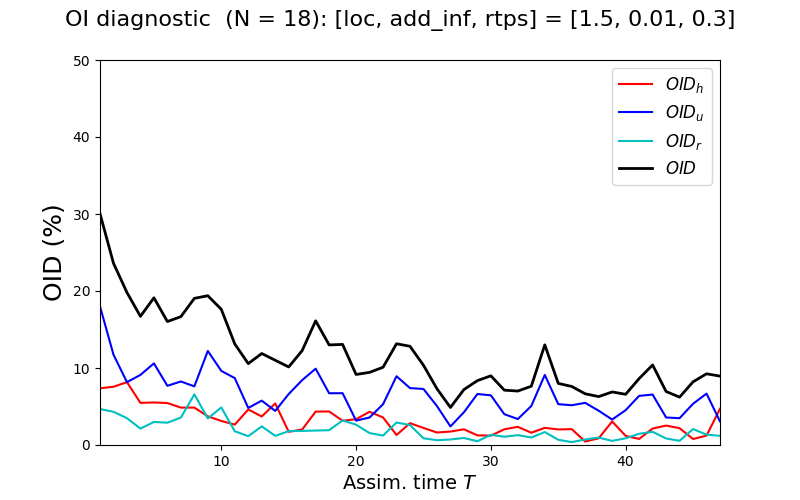 OI diagnostic (N = 18): [loc, add_inf, rtps] = [1.5, 0.01, 0.3]
50
40
30
20
10
0
OID (%)
OID_h
OID_u
OID_r
OID
10
20
30
40
Assim. time T